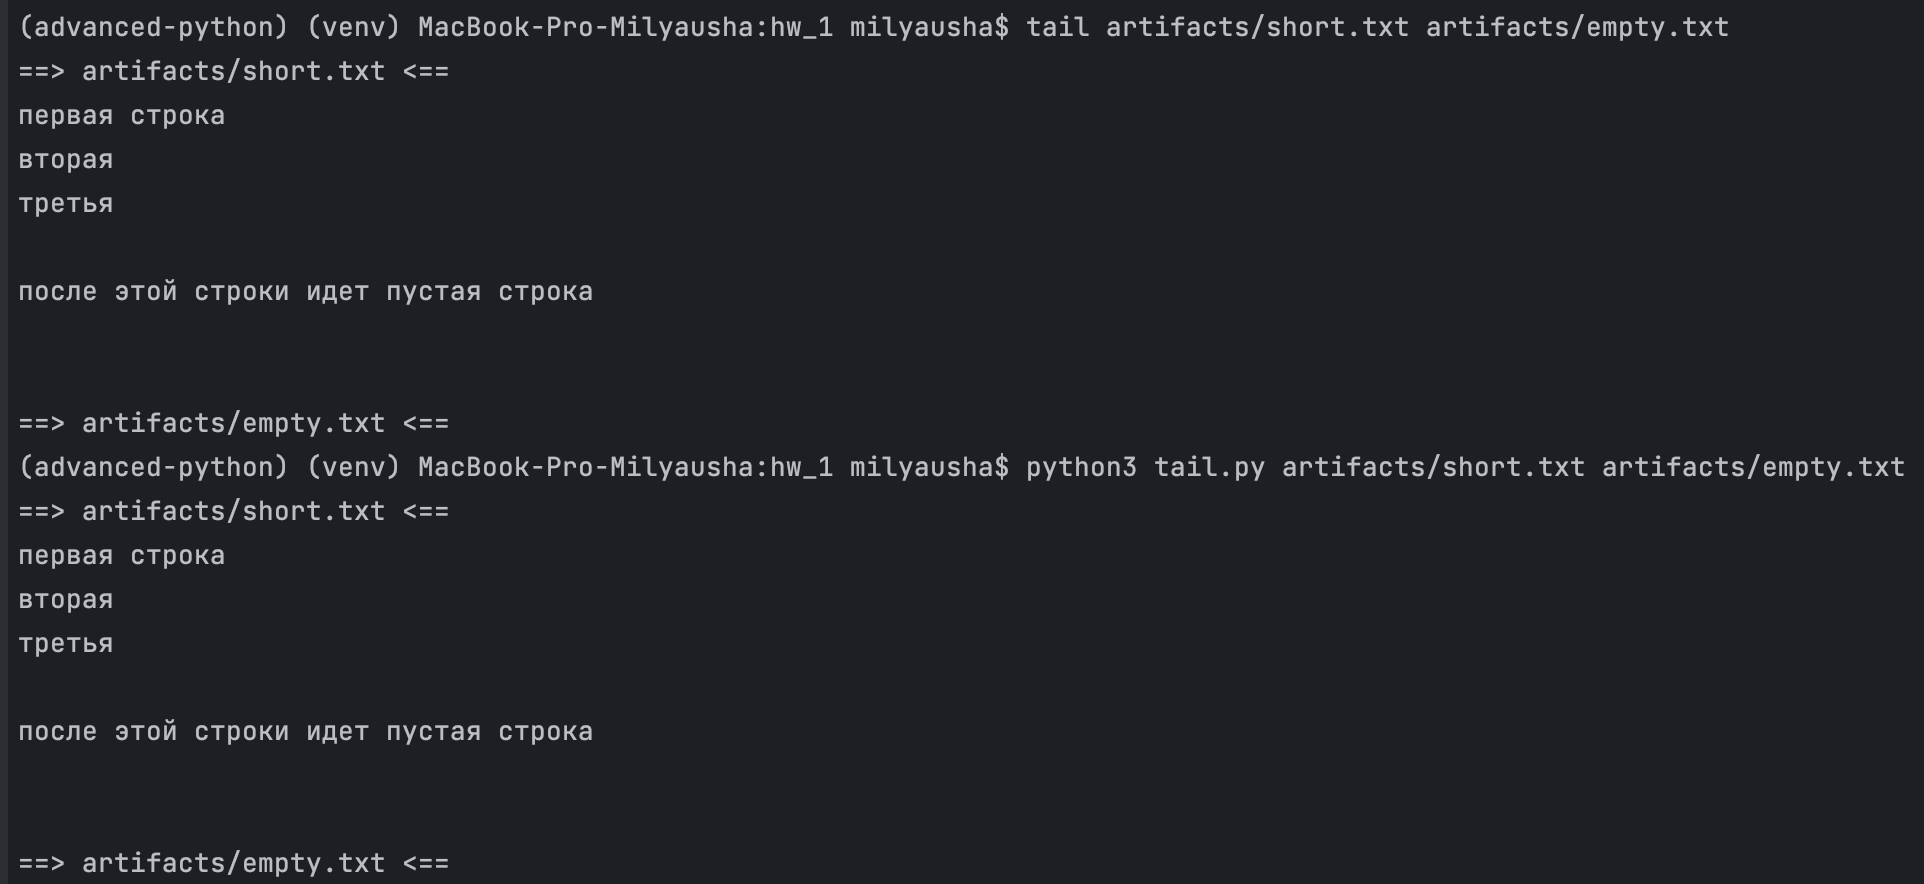 (advanced-python) (venv) MacBook-Pro-Milyausha:hw_1 milyausha$ tail artifacts/short.txt artifacts/empty.txt
==> artifacts/short.txt <==
первая строка
вторая
третья
после этой строки идет пустая строка
==> artifacts/empty.txt <==
(advanced-python) (venv) MacBook-Pro-Milyausha:hw_1 milyausha$ python3 tail.py artifacts/short.txt artifacts/empty.txt
==> artifacts/short.txt <==
первая строка
вторая
третья
после этой строки идет пустая строка
==> artifacts/empty.txt <==